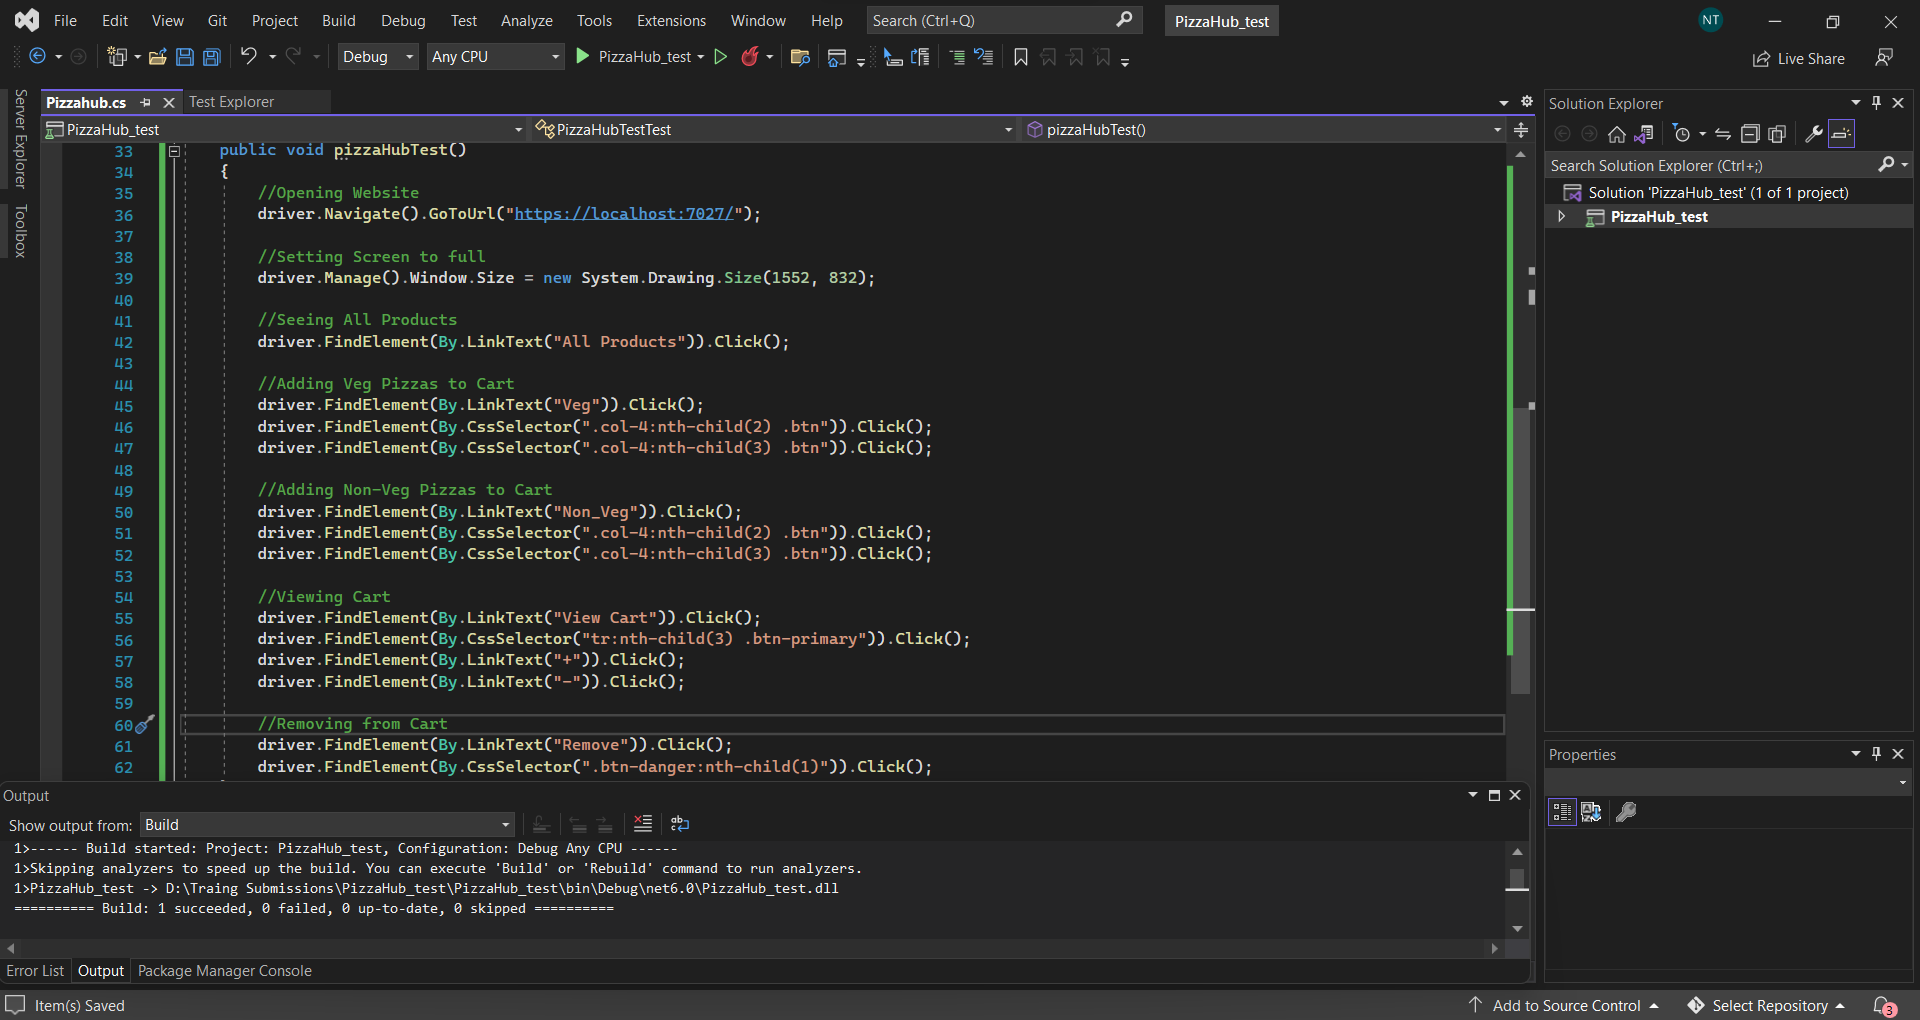 File Edit View Git Project Build Debug Test Analyze Tools Extensions Window Help Search (Ctrl+Q) PizzaHub_test NT
Debug Any CPU PizzaHub_test Live Share
Server Explorer
Toolbox
Pizzahub.cs Test Explorer
PizzaHub_test PizzaHubTestTest pizzaHubTest()
33 public void pizzaHubTest()
34 {
35 //Opening Website
36 driver.Navigate().GoToUrl("https://localhost:7027/");
37
38 //Setting Screen to full
39 driver.Manage().Window.Size = new System.Drawing.Size(1552, 832);
40
41 //Seeing All Products
42 driver.FindElement(By.LinkText("All Products")).Click();
43
44 //Adding Veg Pizzas to Cart
45 driver.FindElement(By.LinkText("Veg")).Click();
46 driver.FindElement(By.CssSelector(".col-4:nth-child(2) .btn")).Click();
47 driver.FindElement(By.CssSelector(".col-4:nth-child(3) .btn")).Click();
48
49 //Adding Non-Veg Pizzas to Cart
50 driver.FindElement(By.LinkText("Non_Veg")).Click();
51 driver.FindElement(By.CssSelector(".col-4:nth-child(2) .btn")).Click();
52 driver.FindElement(By.CssSelector(".col-4:nth-child(3) .btn")).Click();
53
54 //Viewing Cart
55 driver.FindElement(By.LinkText("View Cart")).Click();
56 driver.FindElement(By.CssSelector("tr:nth-child(3) .btn-primary")).Click();
57 driver.FindElement(By.LinkText("+")).Click();
58 driver.FindElement(By.LinkText("-")).Click();
59
60 //Removing from Cart
61 driver.FindElement(By.LinkText("Remove")).Click();
62 driver.FindElement(By.CssSelector(".btn-danger:nth-child(1)")).Click();
Solution Explorer
Search Solution Explorer (Ctrl+;)
Solution 'PizzaHub_test' (1 of 1 project)
PizzaHub_test
Properties
Output
Show output from: Build
1>------ Build started: Project: PizzaHub_test, Configuration: Debug Any CPU ------
1>Skipping analyzers to speed up the build. You can execute 'Build' or 'Rebuild' command to run analyzers.
1>PizzaHub_test -> D:\Traing Submissions\PizzaHub_test\PizzaHub_test\bin\Debug\net6.0\PizzaHub_test.dll
========== Build: 1 succeeded, 0 failed, 0 up-to-date, 0 skipped ==========
Error List Output Package Manager Console
Item(s) Saved Add to Source Control Select Repository 3